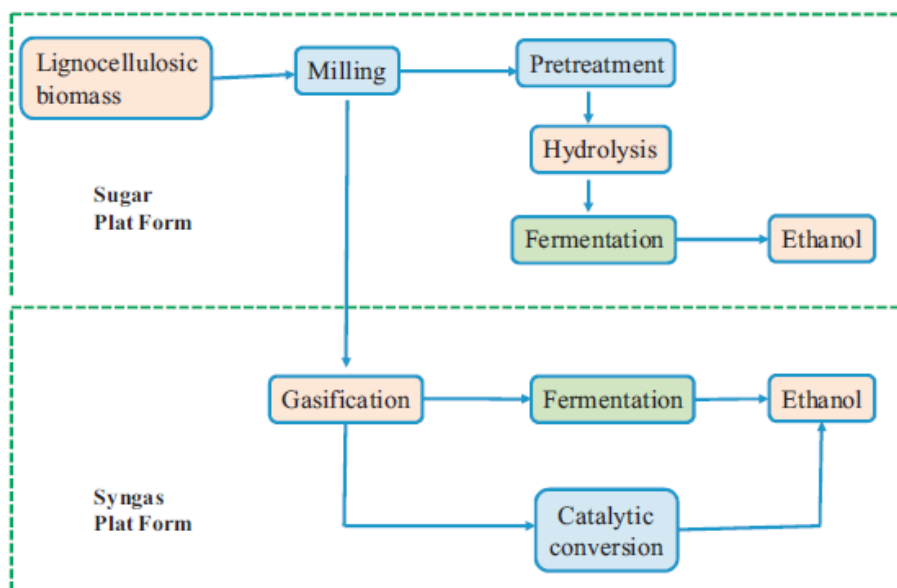 Lignocellulosic
biomass
Milling
Pretreatment
Hydrolysis
Sugar
Plat Form
Fermentation
Ethanol
Gasification
Fermentation
Ethanol
Syngas
Plat Form
Catalytic
conversion